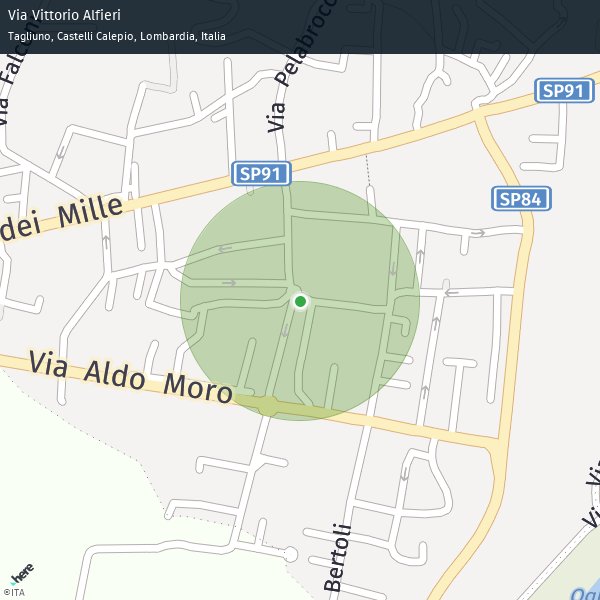 Via Vittorio Alfieri
Tagliuno, Castelli Calepio, Lombardia, Italia
Via Falcon
Via Pelabrocco
SP91
SP91
SP84
dei Mille
Via Aldo Moro
Bertoli
here
©ITA